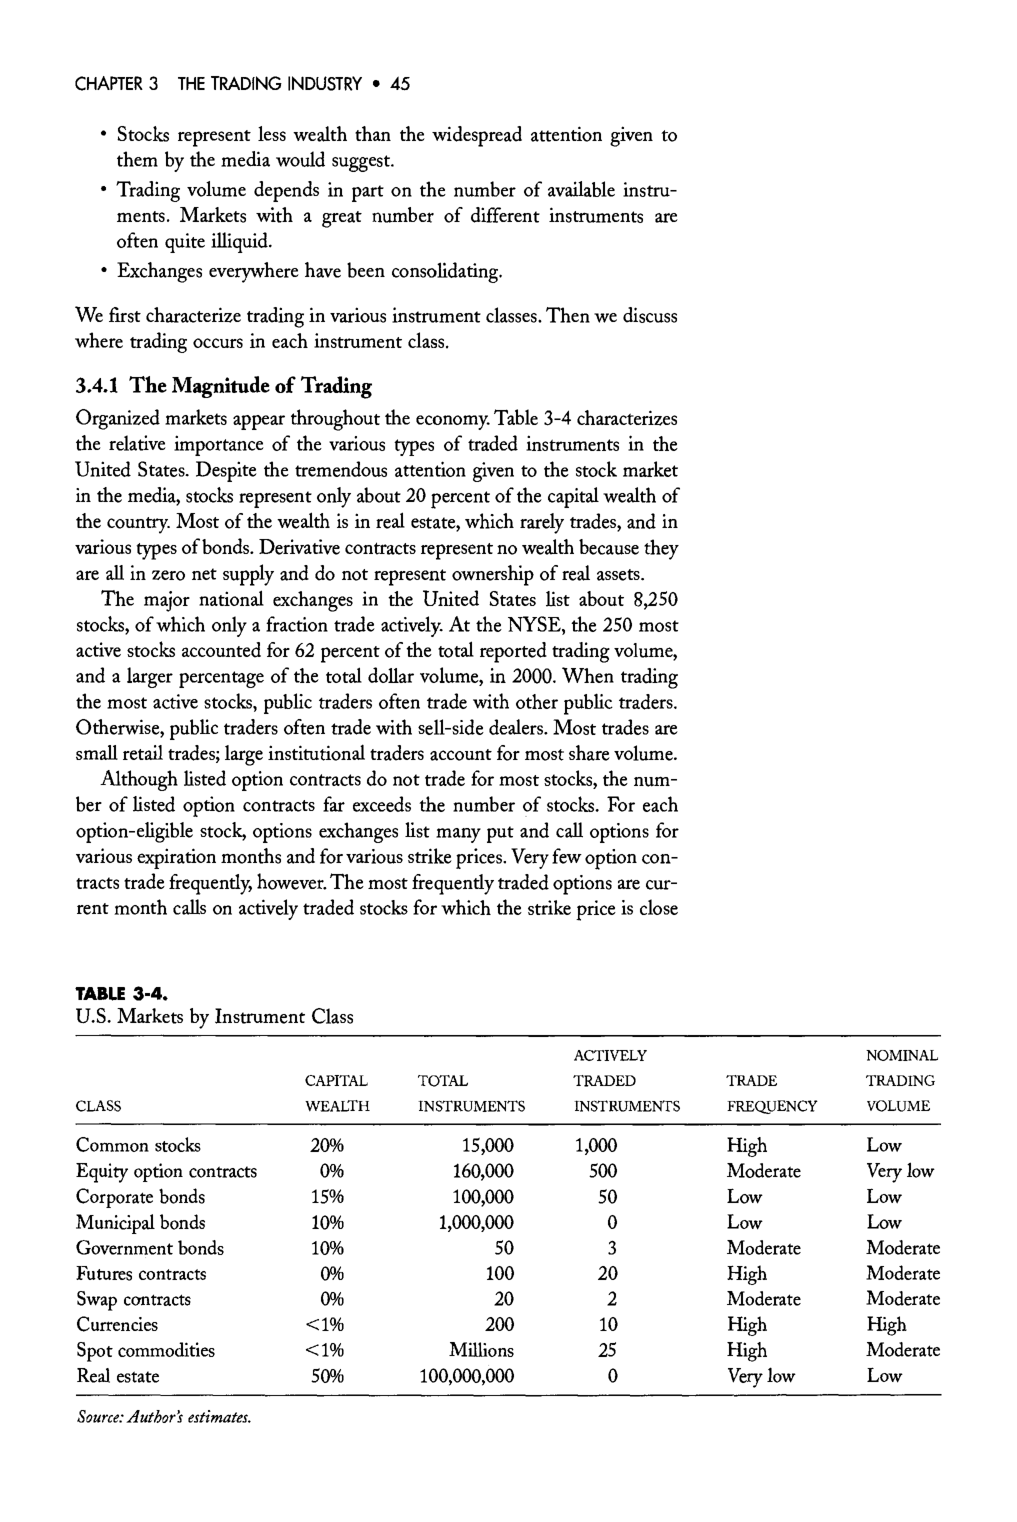 CHAPTER 3 THE TRADING INDUSTRY • 45
• Stocks represent less wealth than the widespread attention given to
them by the media would suggest.
• Trading volume depends in part on the number of available instru-
ments. Markets with a great number of different instruments are
often quite illiquid.
• Exchanges everywhere have been consolidating.
We first characterize trading in various instrument classes. Then we discuss
where trading occurs in each instrument class.
3.4.1 The Magnitude of Trading
Organized markets appear throughout the economy. Table 3-4 characterizes
the relative importance of the various types of traded instruments in the
United States. Despite the tremendous attention given to the stock market
in the media, stocks represent only about 20 percent of the capital wealth of
the country. Most of the wealth is in real estate, which rarely trades, and in
various types of bonds. Derivative contracts represent no wealth because they
are all in zero net supply and do not represent ownership of real assets.
The major national exchanges in the United States list about 8,250
stocks, of which only a fraction trade actively. At the NYSE, the 250 most
active stocks accounted for 62 percent of the total reported trading volume,
and a larger percentage of the total dollar volume, in 2000. When trading
the most active stocks, public traders often trade with other public traders.
Otherwise, public traders often trade with sell-side dealers. Most trades are
small retail trades; large institutional traders account for most share volume.
Although listed option contracts do not trade for most stocks, the num-
ber of listed option contracts far exceeds the number of stocks. For each
option-eligible stock, options exchanges list many put and call options for
various expiration months and for various strike prices. Very few option con-
tracts trade frequently, however. The most frequently traded options are cur-
rent month calls on actively traded stocks for which the strike price is close
TABLE 3-4.
U.S. Markets by Instrument Class
ACTIVELY NOMINAL
CAPITAL TOTAL TRADED TRADE TRADING
CLASS WEALTH INSTRUMENTS INSTRUMENTS FREQUENCY VOLUME
Common stocks 20% 15,000 1,000 High Low
Equity option contracts 0% 160,000 500 Moderate Very low
Corporate bonds 15% 100,000 50 Low Low
Municipal bonds 10% 1,000,000 0 Low Low
Government bonds 10% 50 3 Moderate Moderate
Futures contracts 0% 100 20 High Moderate
Swap contracts 0% 20 2 Moderate Moderate
Currencies <1% 200 10 High High
Spot commodities <1% Millions 25 High Moderate
Real estate 50% 100,000,000 0 Very low Low
Source: Author's estimates.